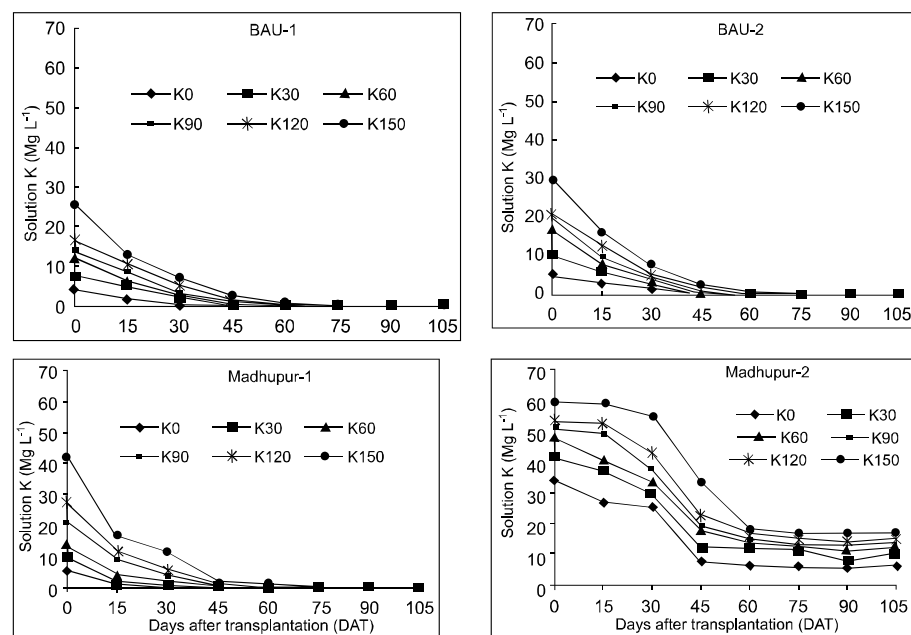 BAU-1
70
60
50
40
30
20
10
0
Solution K (Mg L⁻¹)
K0 K30 K60
K90 K120 K150
0 15 30 45 60 75 90 105
BAU-2
70
60
50
40
30
20
10
0
Solution K (Mg L⁻¹)
K0 K30 K60
K90 K120 K150
0 15 30 45 60 75 90 105
Madhupur-1
70
60
50
40
30
20
10
0
Solution K (Mg L⁻¹)
K0 K30 K60
K90 K120 K150
0 15 30 45 60 75 90 105
Days after transplantation (DAT)
Madhupur-2
70
60
50
40
30
20
10
0
Solution K (Mg L⁻¹)
K0 K30
K60 K90
K120 K150
0 15 30 45 60 75 90 105
Days after transplantation (DAT)